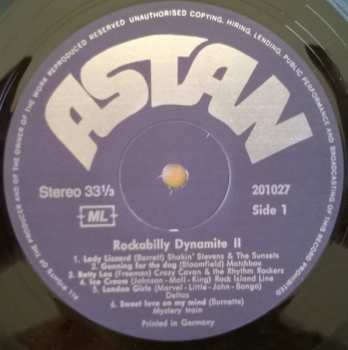 ALL RIGHTS OF THE PRODUCER AND OF THE OWNER OF THE WORK REPRODUCED RESERVED UNAUTHORISED COPYING, HIRING, LENDING, PUBLIC PERFORMANCE AND BROADCASTING OF THIS RECORD PROHIBITED
ASTAN
Stereo 33⅓
201027
ML
Side 1
Rockabilly Dynamite II
1. Lady Lizzard (Barrett) Shakin' Stevens & The Sunsets
2. Gunning for the dog (Bloomfield) Matchbox
3. Betty Lou (Freeman) Crazy Cavan & the Rhythm Rockers
4. Ice Cream (Johnson - Moll - King) Rock Island Line
5. London Girls (Marvel - Little - John - Bongo)
Deltas
6. Sweet love on my mind (Burnette)
Mystery train
Printed in Germany